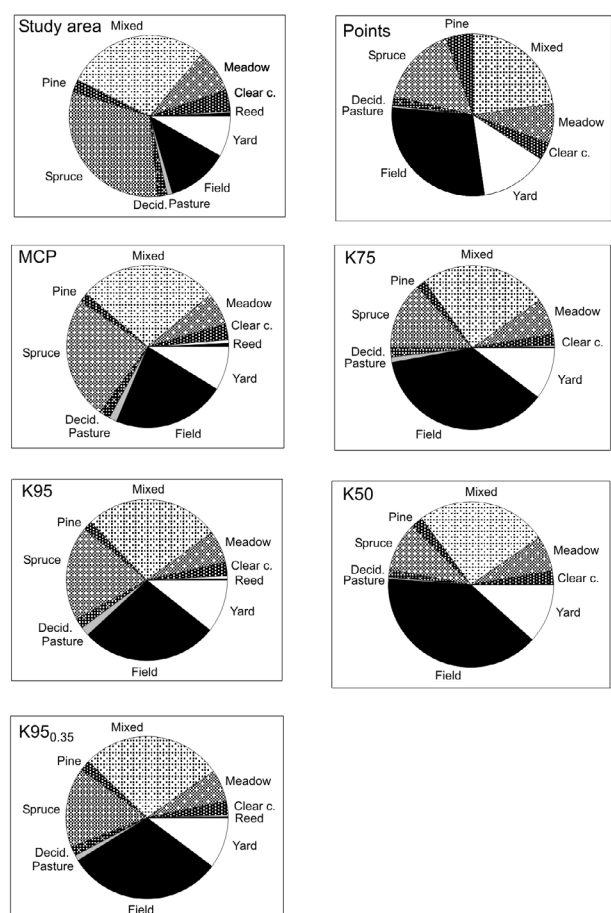 Study area
Mixed
Pine
Meadow
Clear c.
Reed
Yard
Spruce
Field
Decid.
Pasture
Points
Pine
Mixed
Spruce
Decid.
Pasture
Meadow
Clear c.
Field
Yard
MCP
Mixed
Pine
Meadow
Clear c.
Reed
Spruce
Yard
Decid.
Pasture
Field
K75
Mixed
Pine
Spruce
Meadow
Clear c.
Decid.
Pasture
Yard
Field
K95
Mixed
Pine
Spruce
Meadow
Clear c.
Reed
Yard
Decid.
Pasture
Field
K50
Mixed
Pine
Spruce
Meadow
Decid.
Pasture
Clear c.
Yard
Field
K950.35
Mixed
Pine
Meadow
Spruce
Clear c.
Reed
Decid.
Pasture
Yard
Field